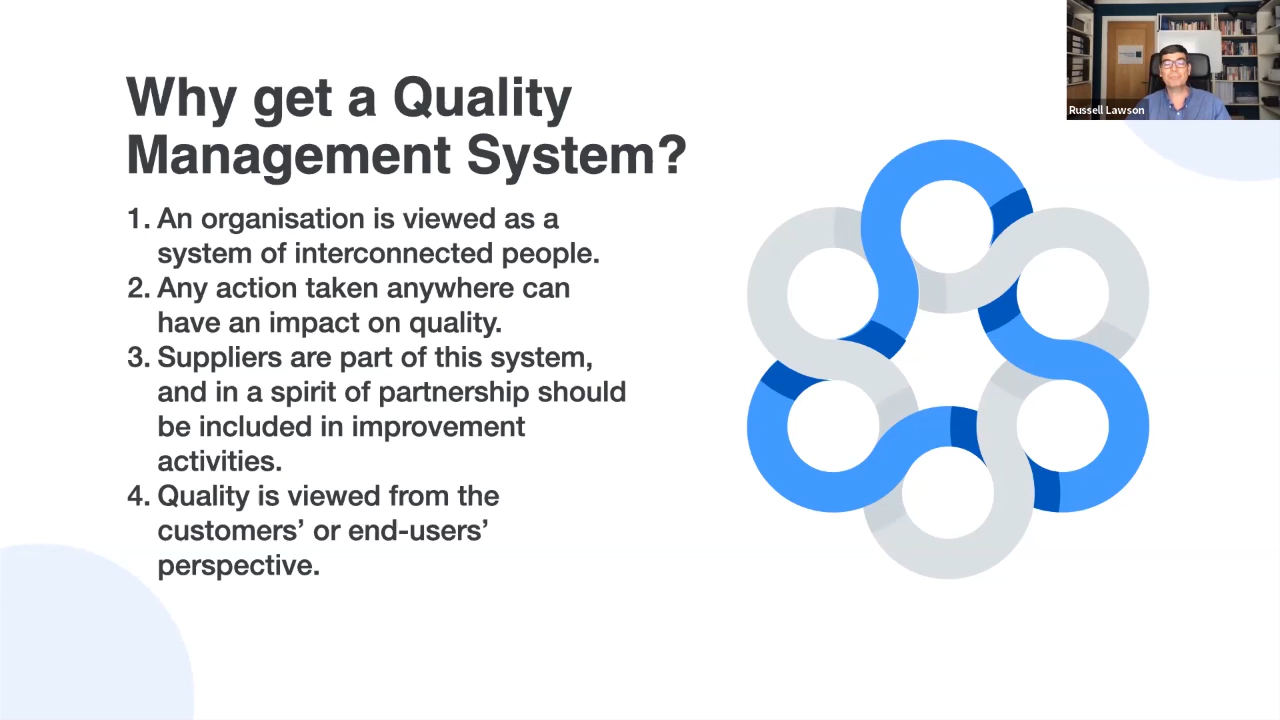 Why get a Quality
Management System?
1. An organisation is viewed as a
system of interconnected people.
2. Any action taken anywhere can
have an impact on quality.
3. Suppliers are part of this system,
and in a spirit of partnership should
be included in improvement
activities.
4. Quality is viewed from the
customers’ or end-users’
perspective.
Russell Lawson